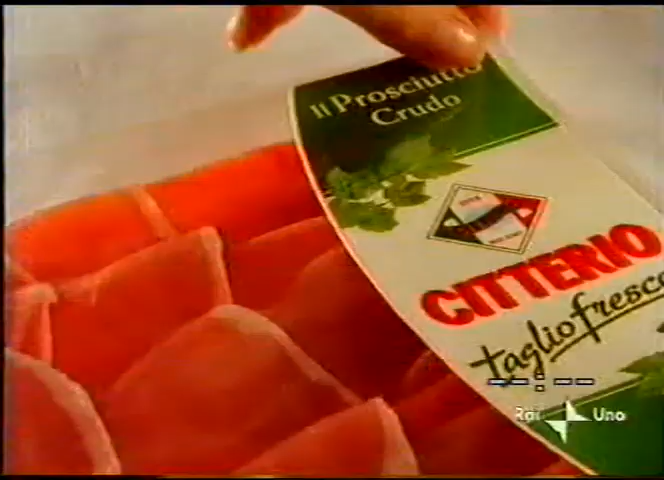 Il Prosciutto
Crudo
CITTERIO
taglio fresco
--:--
Rai Uno